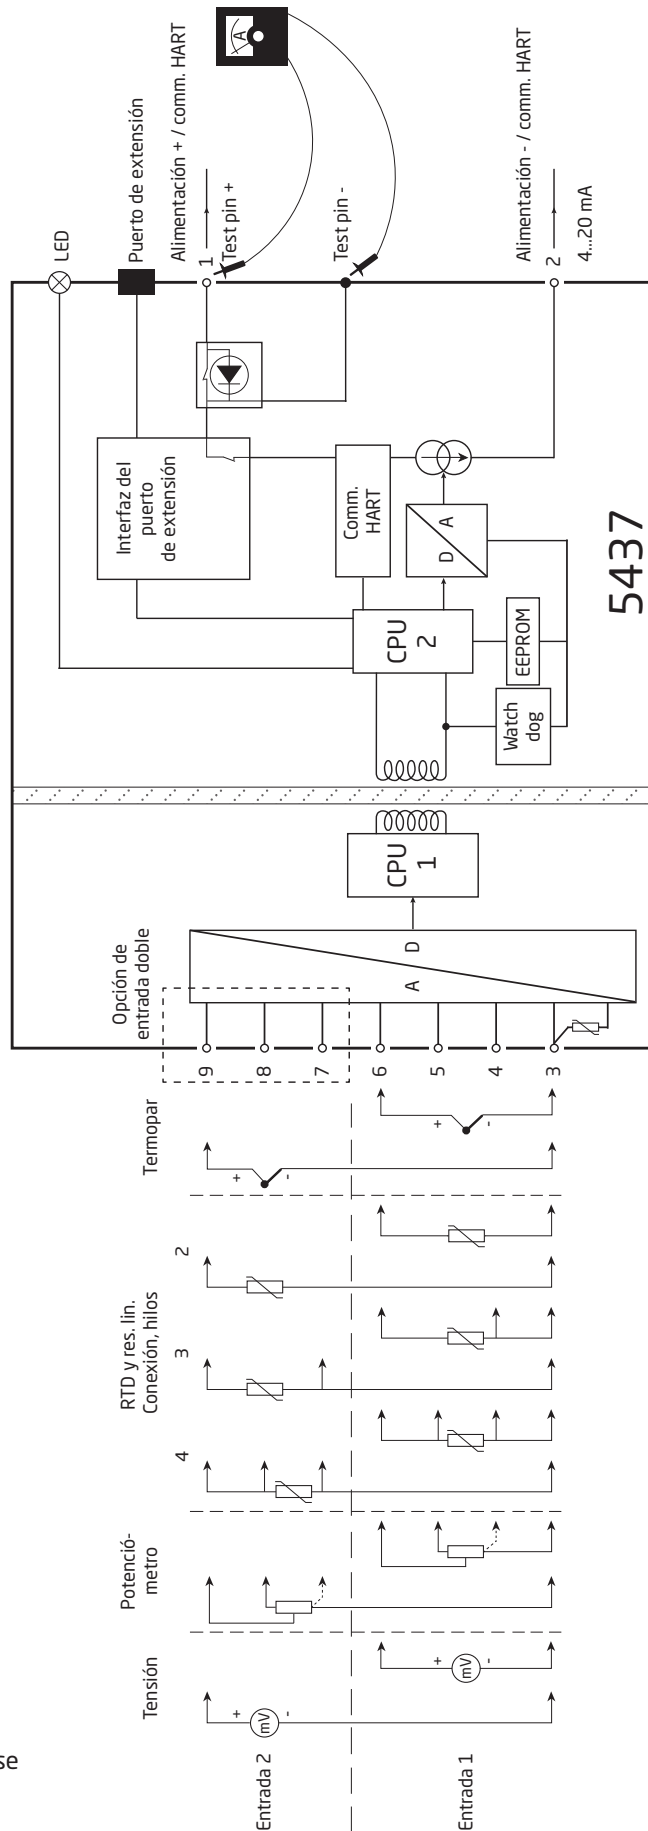 LED
Puerto de extensión
Alimentación + / comm. HART
1
Test pin +
A
Test pin -
Alimentación - / comm. HART
2
4...20 mA
Interfaz del
puerto
de extensión
Comm.
HART
D
A
CPU
2
EEPROM
Watch
dog
5437
CPU
1
D
A
Opción de
entrada doble
9
8
7
6
5
4
3
Termopar
+
-
+
-
RTD y res. lin.
Conexión, hilos
2
3
4
Potenció-
metro
Tensión
+
mV
-
+
mV
-
Entrada 2
Entrada 1
se